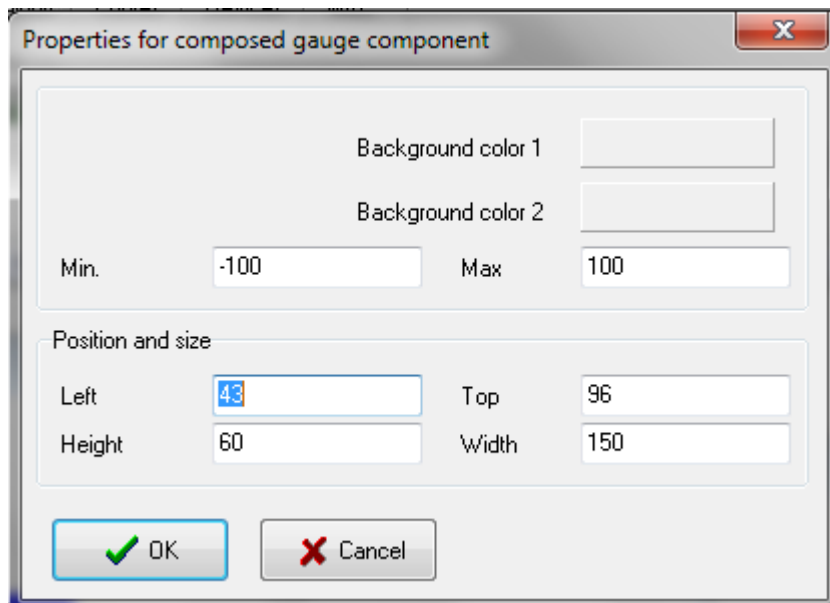 Properties for composed gauge component
Background color 1
Background color 2
Min. -100 Max 100
Position and size
Left 43 Top 96
Height 60 Width 150
OK Cancel